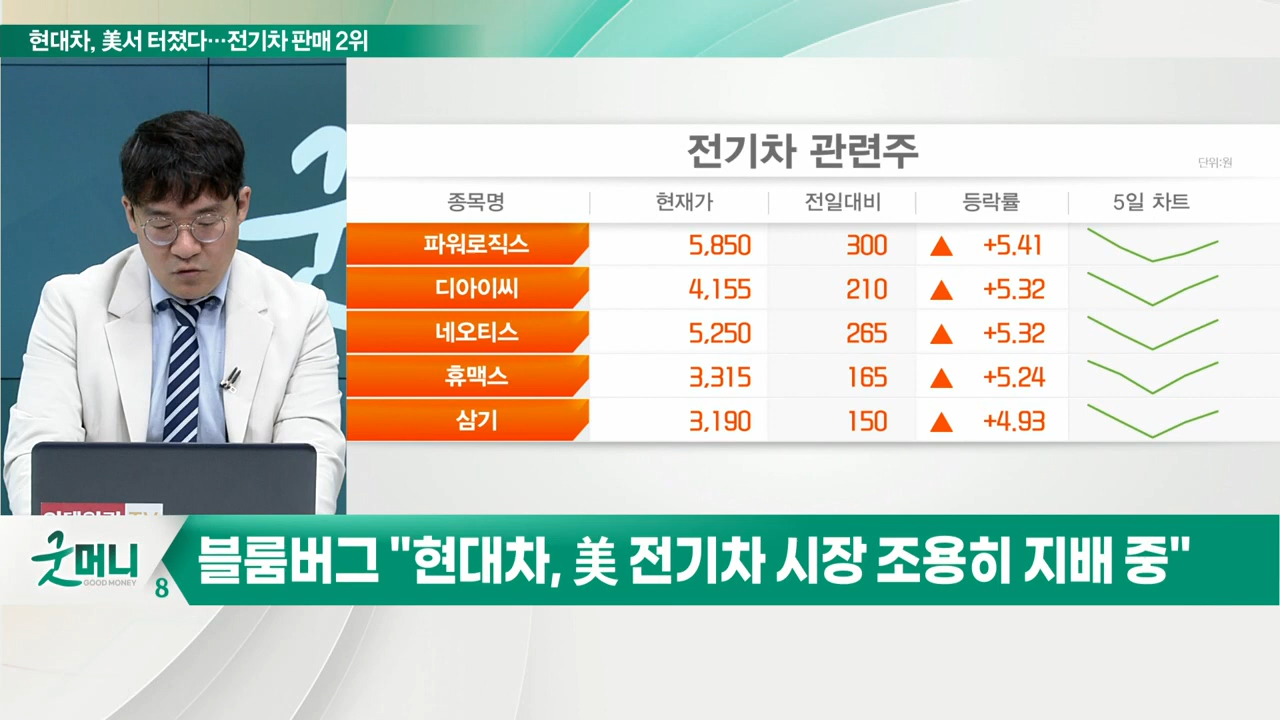 현대차, 美서 터졌다…전기차 판매 2위
전기차 관련주
단위:원
종목명 현재가 전일대비 등락률 5일 차트
파워로직스 5,850 300 ▲ +5.41
디아이씨 4,155 210 ▲ +5.32
네오티스 5,250 265 ▲ +5.32
휴맥스 3,315 165 ▲ +5.24
삼기 3,190 150 ▲ +4.93
굿머니
GOOD MONEY
8
블룸버그 "현대차, 美 전기차 시장 조용히 지배 중"